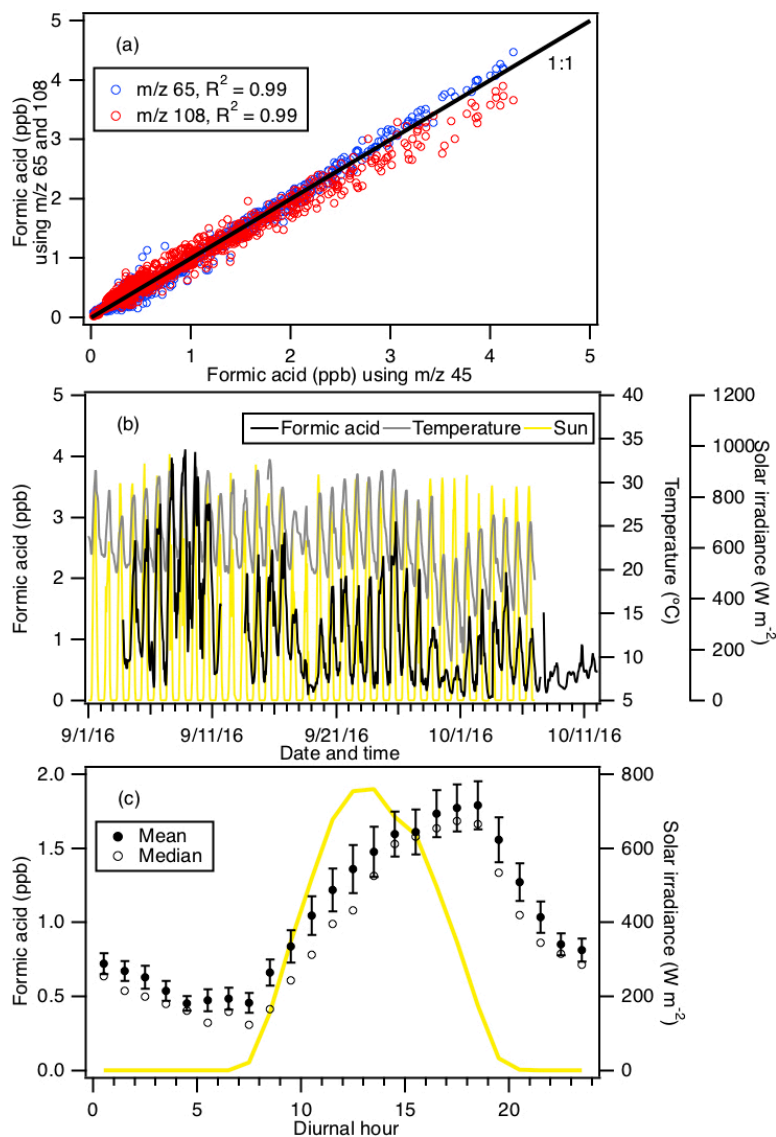 (a)
5
4
3
2
1
0
Formic acid (ppb)
using m/z 65 and 108
m/z 65, R² = 0.99
m/z 108, R² = 0.99
1:1
0 1 2 3 4 5
Formic acid (ppb) using m/z 45
(b)
5
4
3
2
1
0
Formic acid (ppb)
Formic acid Temperature Sun
40
35
30
25
20
15
10
5
Temperature (ºC)
1200
1000
800
600
400
200
0
Solar irradiance (W m⁻²)
9/1/16 9/11/16 9/21/16 10/1/16 10/11/16
Date and time
(c)
2.0
1.5
1.0
0.5
0.0
Formic acid (ppb)
Mean
Median
800
600
400
200
0
Solar irradiance (W m⁻²)
0 5 10 15 20
Diurnal hour